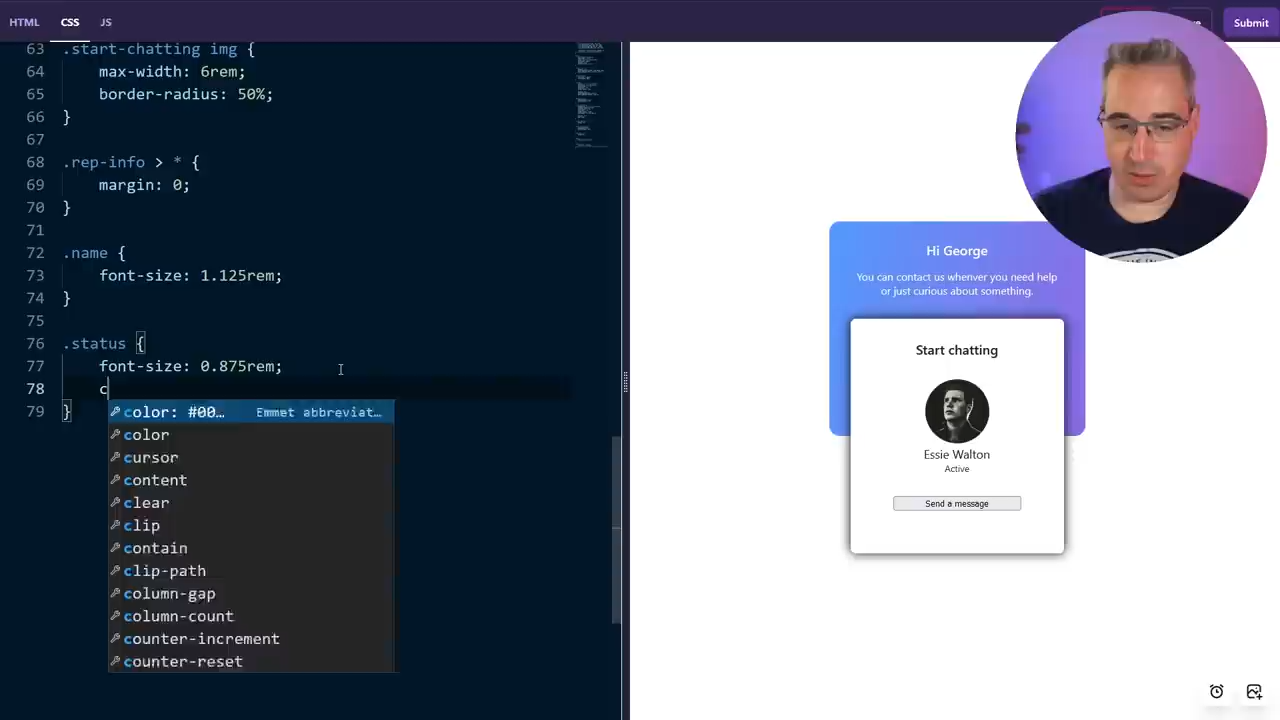 HTML CSS JS
Submit
63 .start-chatting img {
64 max-width: 6rem;
65 border-radius: 50%;
66 }
67
68 .rep-info > * {
69 margin: 0;
70 }
71
72 .name {
73 font-size: 1.125rem;
74 }
75
76 .status {
77 font-size: 0.875rem;
78 c
79 }
color: #00… Emmet abbreviat…
color
cursor
content
clear
clip
contain
clip-path
column-gap
column-count
counter-increment
counter-reset
Hi George
You can contact us whenver you need help
or just curious about something.
Start chatting
Essie Walton
Active
Send a message